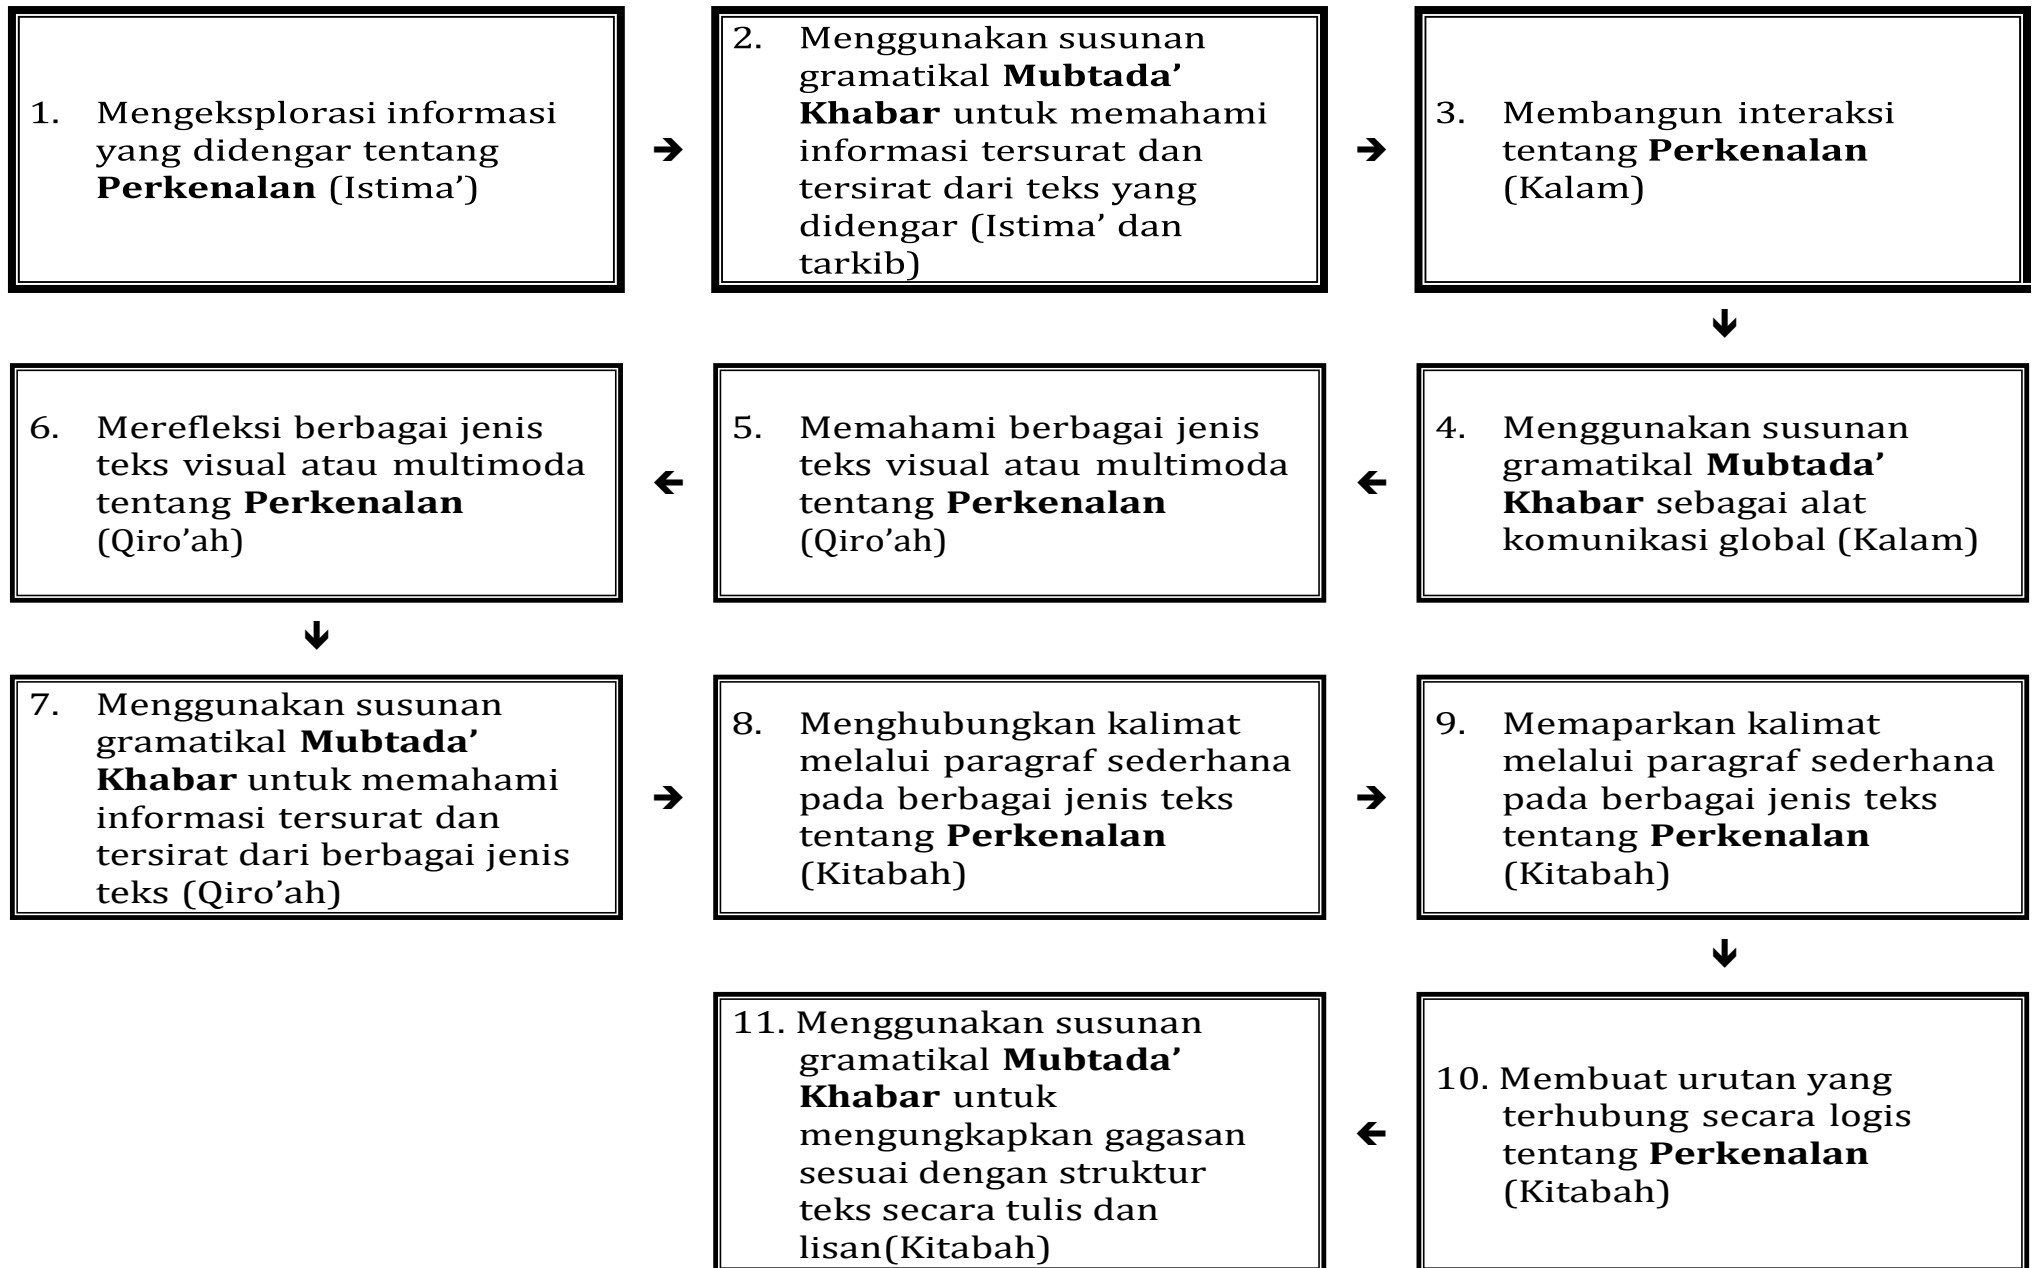 1. Mengeksplorasi informasi
yang didengar tentang
Perkenalan (Istima’)
2. Menggunakan susunan
gramatikal Mubtada’
Khabar untuk memahami
informasi tersurat dan
tersirat dari teks yang
didengar (Istima’ dan
tarkib)
3. Membangun interaksi
tentang Perkenalan
(Kalam)
4. Menggunakan susunan
gramatikal Mubtada’
Khabar sebagai alat
komunikasi global (Kalam)
5. Memahami berbagai jenis
teks visual atau multimoda
tentang Perkenalan
(Qiro’ah)
6. Merefleksi berbagai jenis
teks visual atau multimoda
tentang Perkenalan
(Qiro’ah)
7. Menggunakan susunan
gramatikal Mubtada’
Khabar untuk memahami
informasi tersurat dan
tersirat dari berbagai jenis
teks (Qiro’ah)
8. Menghubungkan kalimat
melalui paragraf sederhana
pada berbagai jenis teks
tentang Perkenalan
(Kitabah)
9. Memaparkan kalimat
melalui paragraf sederhana
pada berbagai jenis teks
tentang Perkenalan
(Kitabah)
10. Membuat urutan yang
terhubung secara logis
tentang Perkenalan
(Kitabah)
11. Menggunakan susunan
gramatikal Mubtada’
Khabar untuk
mengungkapkan gagasan
sesuai dengan struktur
teks secara tulis dan
lisan(Kitabah)